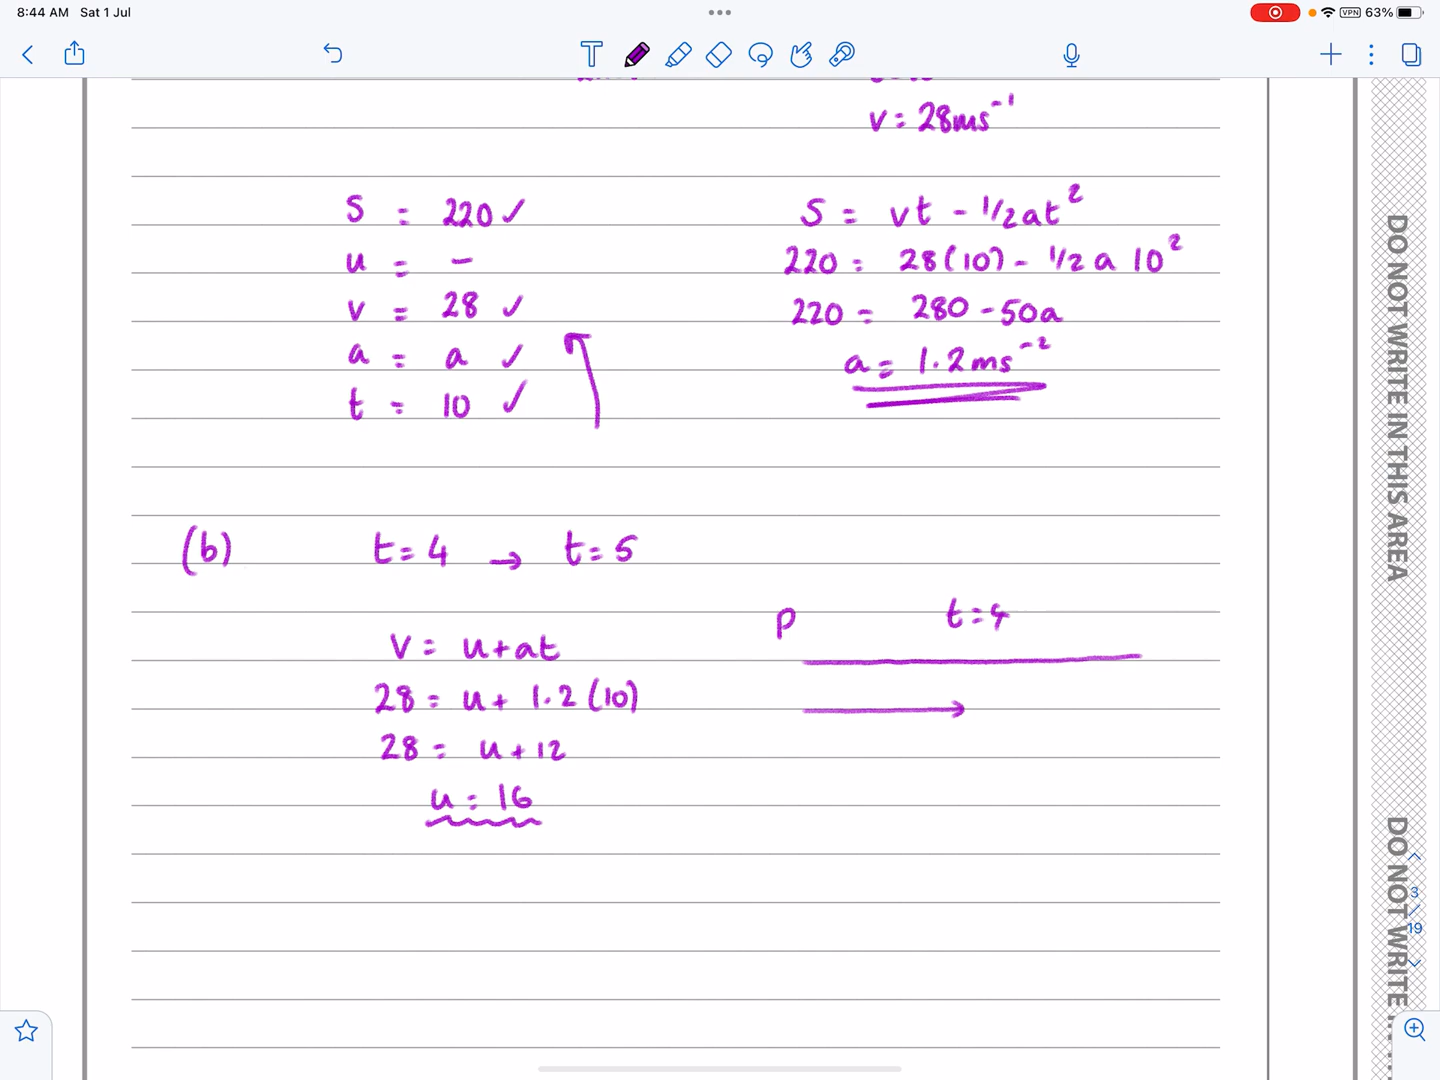 8:44 AM Sat 1 Jul
VPN 63%
v = 28ms⁻¹
S = 220 ✓
u = –
v = 28 ✓
a = a ✓
t = 10 ✓
S = vt - 1/2at²
220 = 28(10) - 1/2 a 10²
220 = 280 - 50a
a = 1.2ms⁻²
(b) t = 4 → t = 5
v = u + at
28 = u + 1.2(10)
28 = u + 12
u = 16
P t = 4
DO NOT WRITE IN THIS AREA
DO NOT WRITE
3
/
19